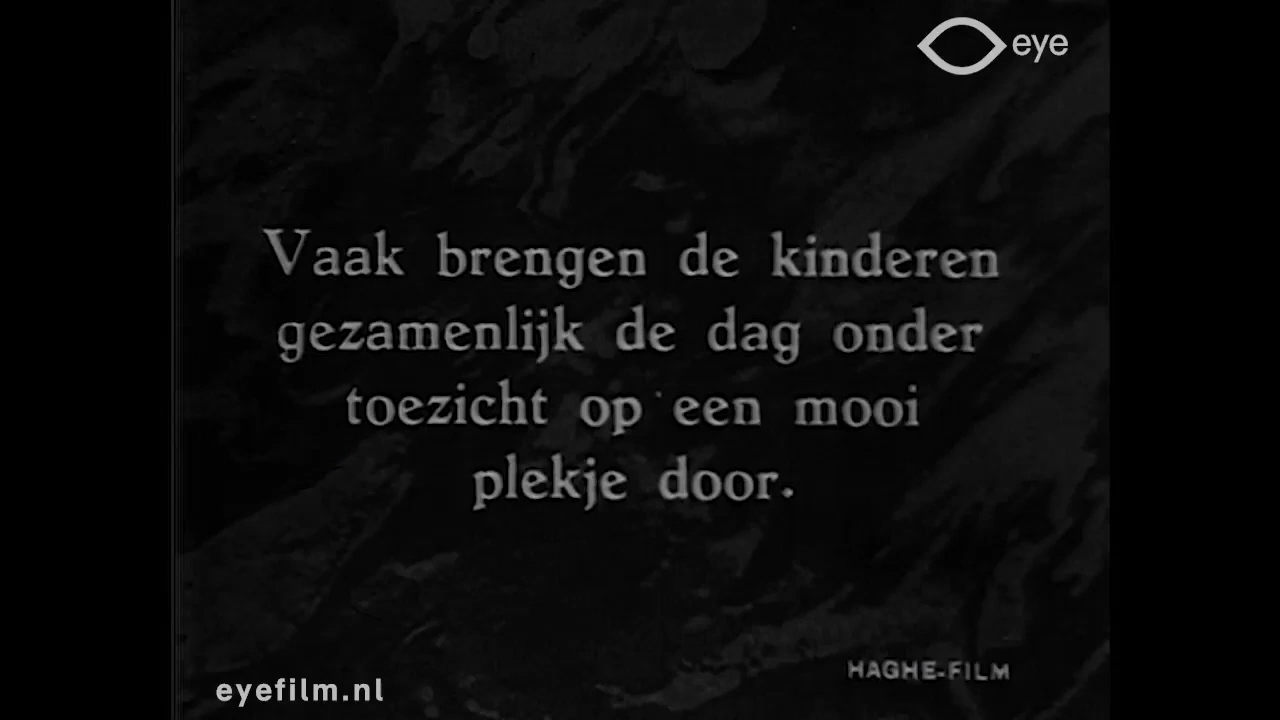 eye
Vaak brengen de kinderen
gezamenlijk de dag onder
toezicht op een mooi
plekje door.
HAGHE-FILM
eyefilm.nl